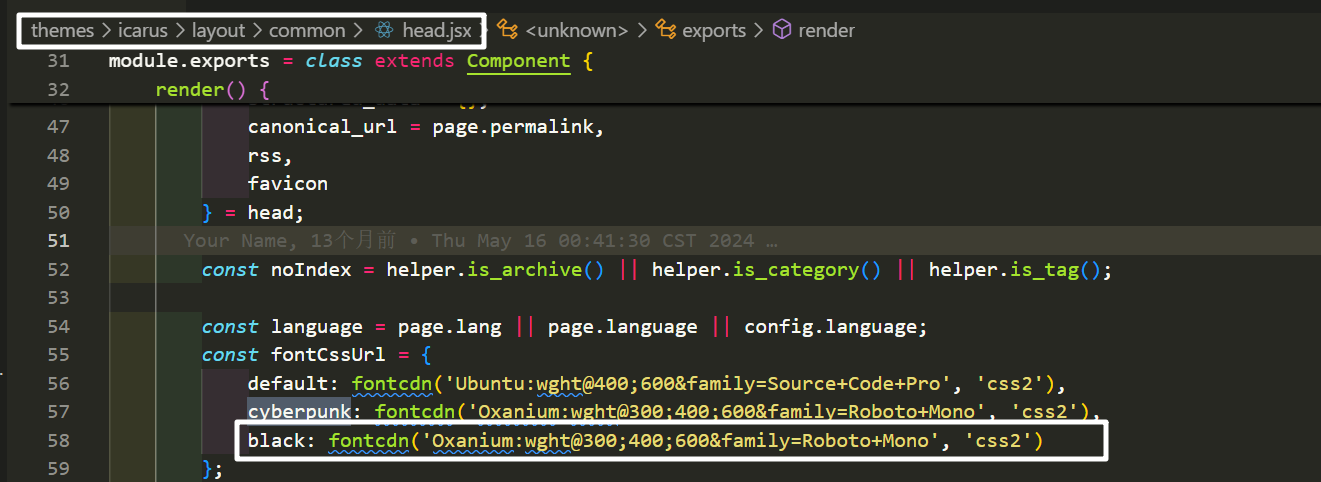 themes > icarus > layout > common > head.jsx > <unknown> > exports > render
31 module.exports = class extends Component {
32 render() {
47 canonical_url = page.permalink,
48 rss,
49 favicon
50 } = head;
51 Your Name, 13个月前 • Thu May 16 00:41:30 CST 2024 …
52 const noIndex = helper.is_archive() || helper.is_category() || helper.is_tag();
53
54 const language = page.lang || page.language || config.language;
55 const fontCssUrl = {
56 default: fontcdn('Ubuntu:wght@400;600&family=Source+Code+Pro', 'css2'),
57 cyberpunk: fontcdn('Oxanium:wght@300;400;600&family=Roboto+Mono', 'css2'),
58 black: fontcdn('Oxanium:wght@300;400;600&family=Roboto+Mono', 'css2')
59 };